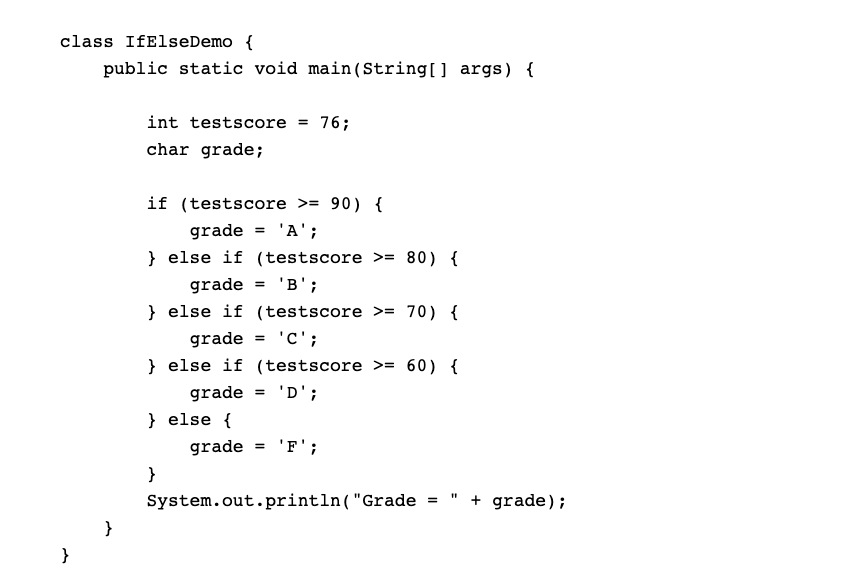 class IfElseDemo {
    public static void main(String[] args) {

        int testscore = 76;
        char grade;

        if (testscore >= 90) {
            grade = 'A';
        } else if (testscore >= 80) {
            grade = 'B';
        } else if (testscore >= 70) {
            grade = 'C';
        } else if (testscore >= 60) {
            grade = 'D';
        } else {
            grade = 'F';
        }
        System.out.println("Grade = " + grade);
    }
}